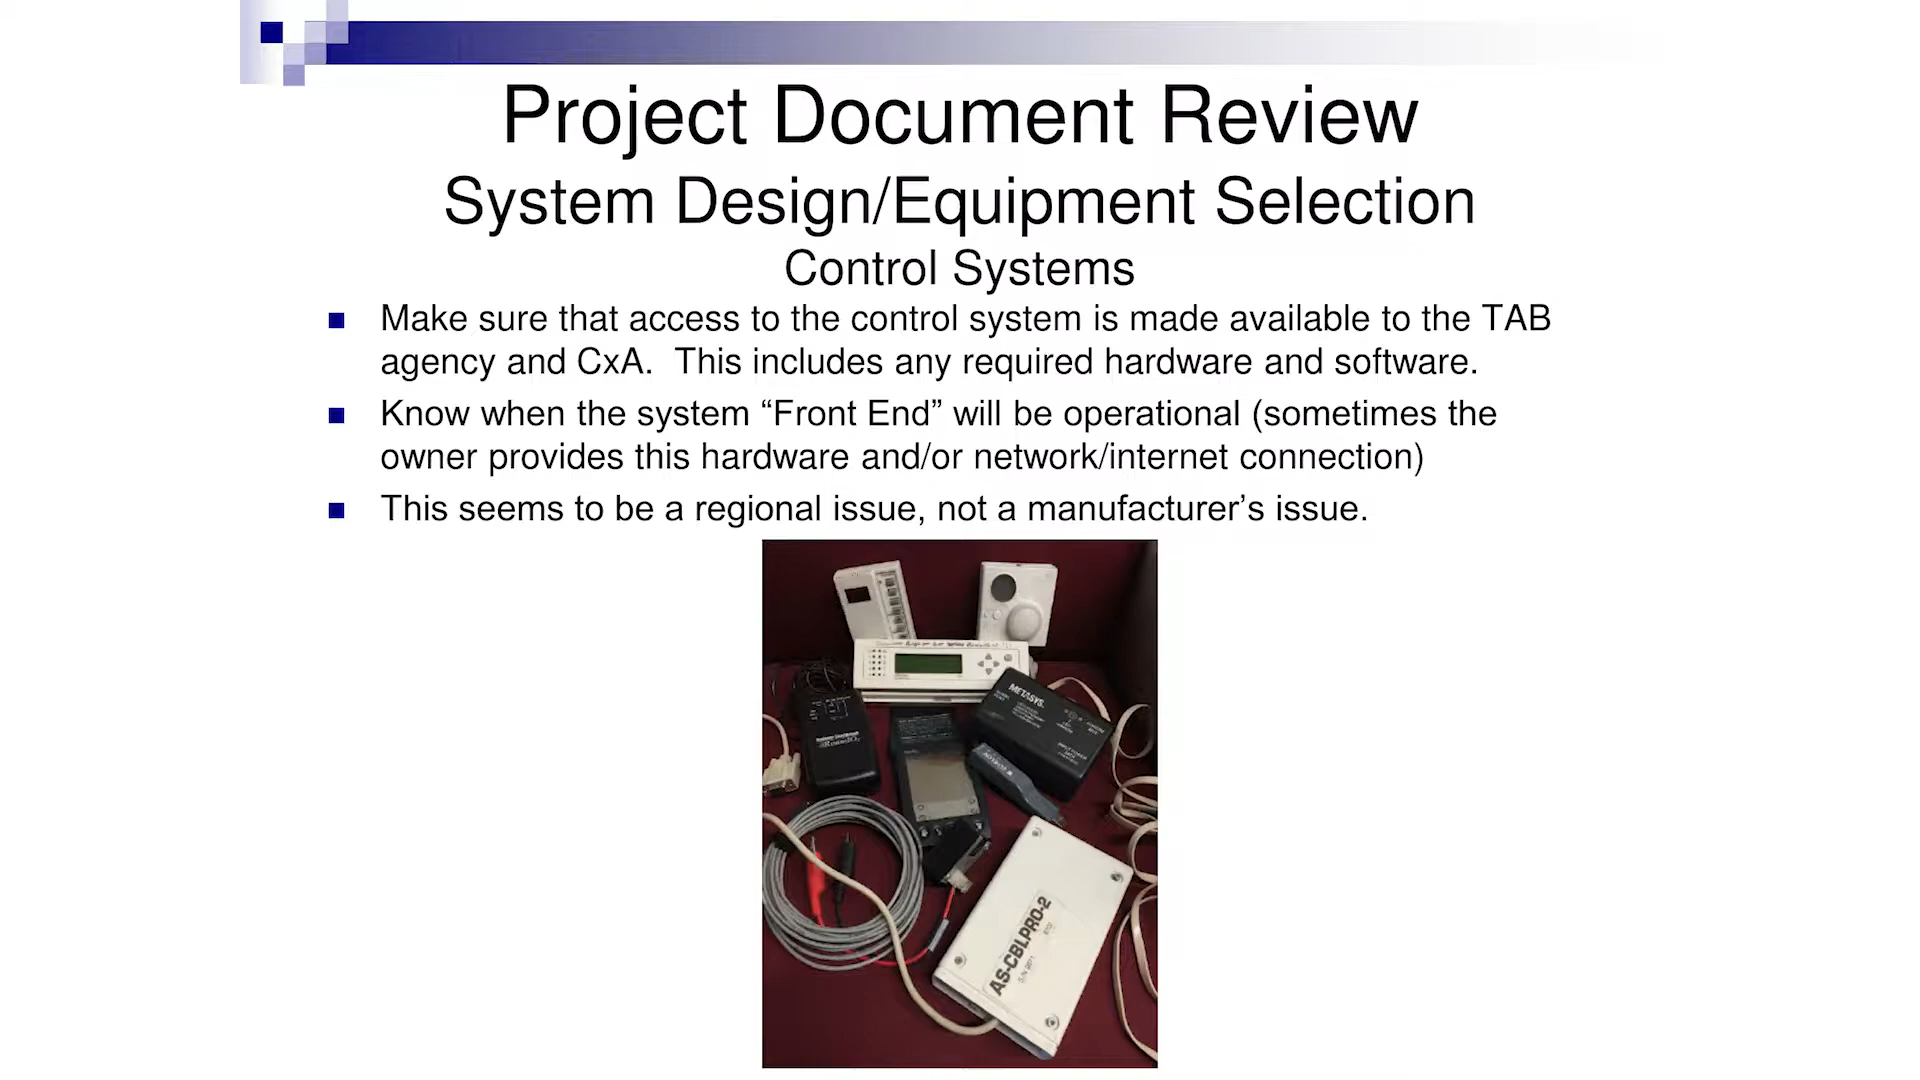 Project Document Review
System Design/Equipment Selection
Control Systems
Make sure that access to the control system is made available to the TAB
agency and CxA.  This includes any required hardware and software.
Know when the system “Front End” will be operational (sometimes the
owner provides this hardware and/or network/internet connection)
This seems to be a regional issue, not a manufacturer’s issue.
METASYS.
AS-CBLPRO-2